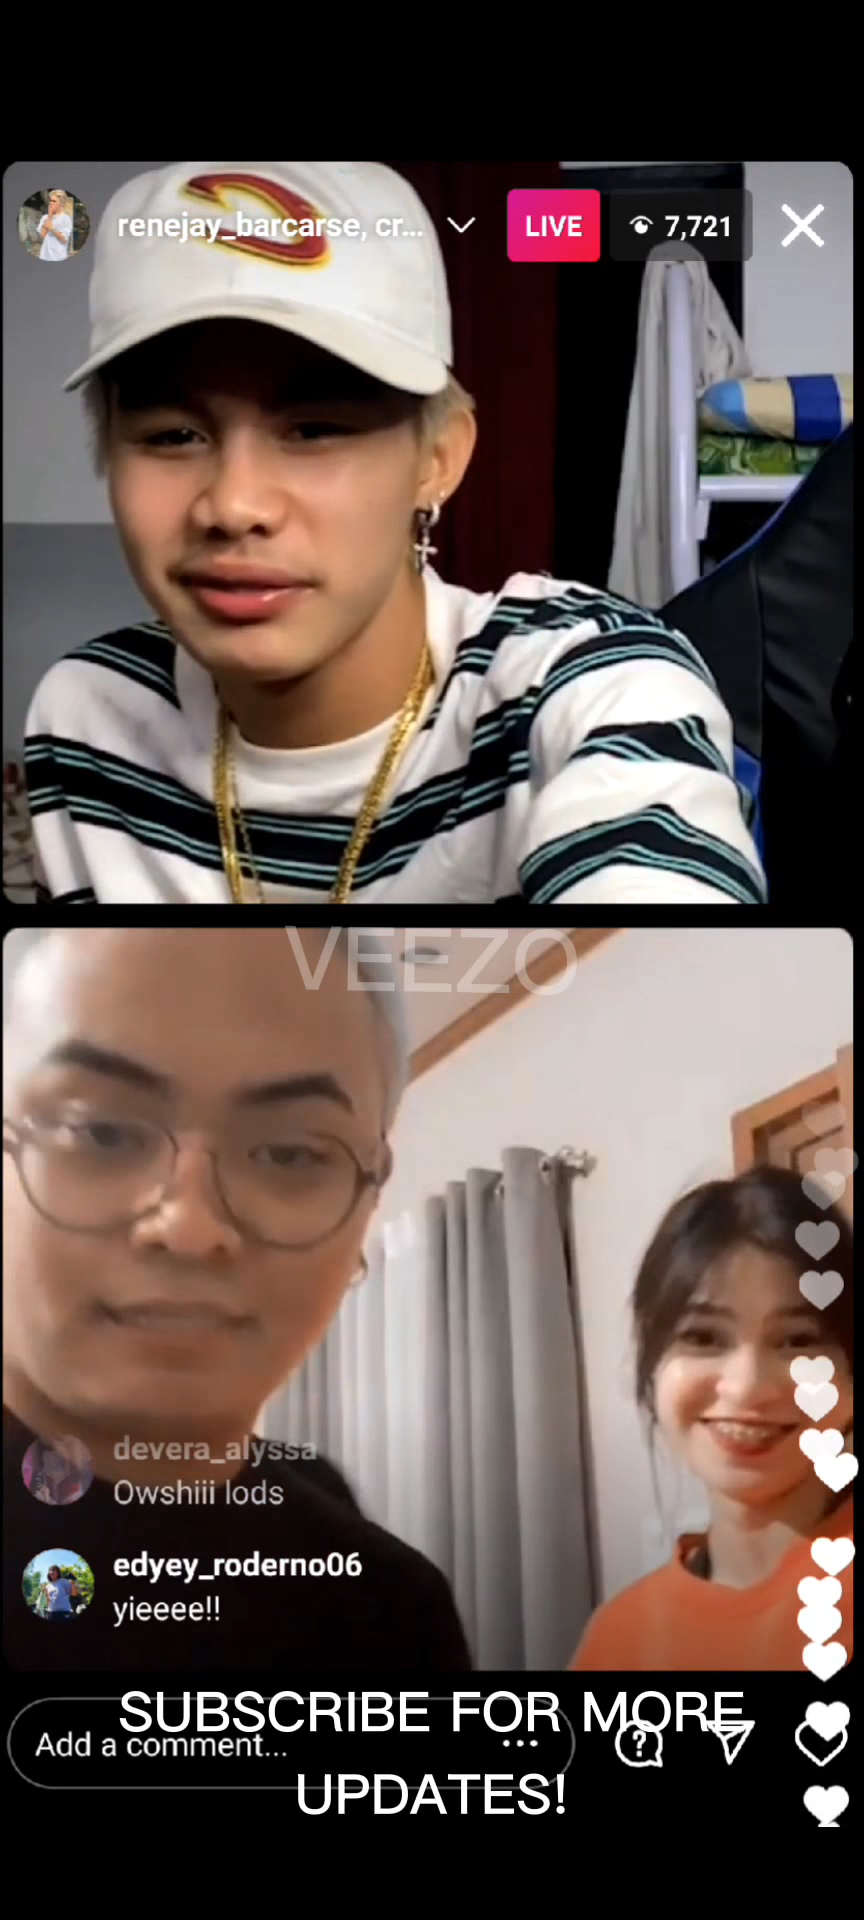 renejay_barcarse, cr...
LIVE
7,721
VEEZO
devera_alyssa
Owshiii lods
edyey_roderno06
yieeee!!
SUBSCRIBE FOR MORE
Add a comment...
UPDATES!